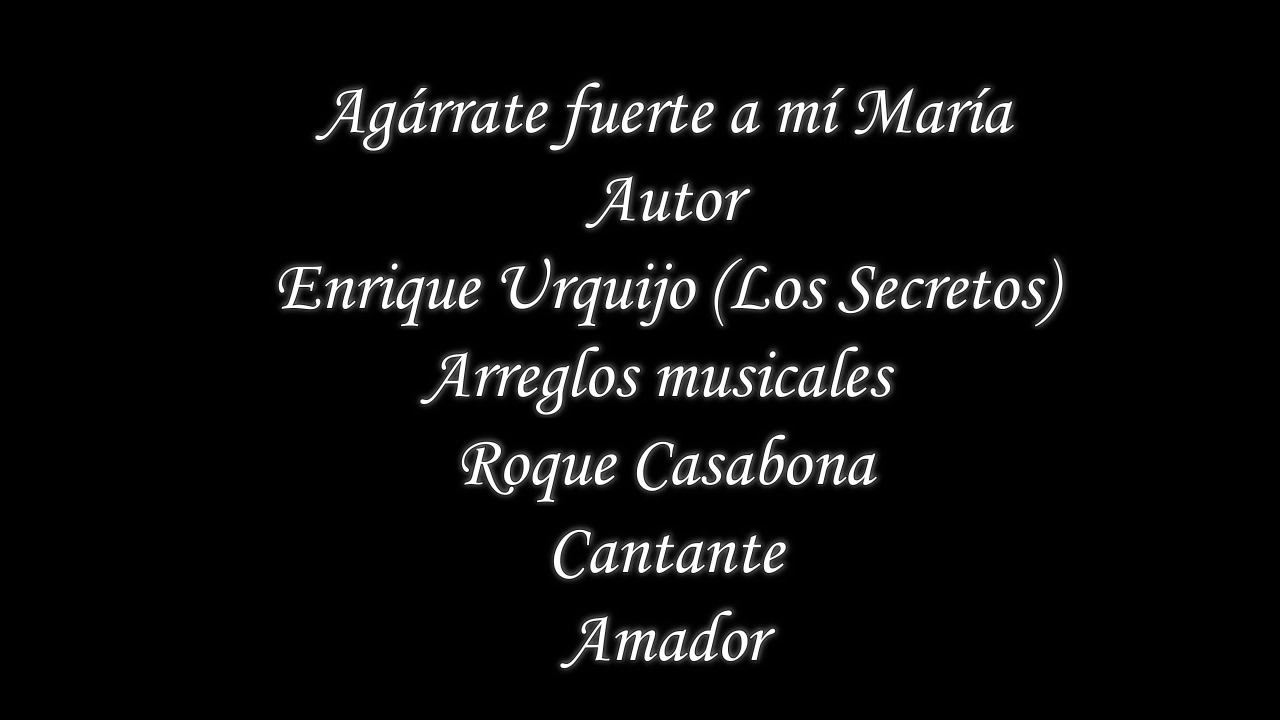 Agárrate fuerte a mí María
Autor
Enrique Urquijo (Los Secretos)
Arreglos musicales
Roque Casabona
Cantante
Amador